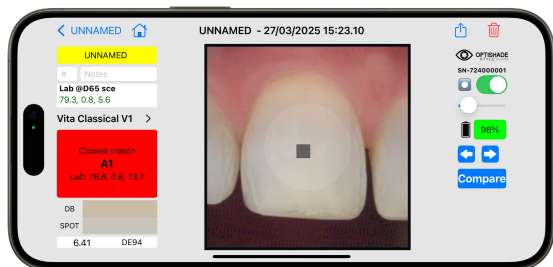 UNNAMED
UNNAMED - 27/03/2025 15:23.10
UNNAMED
# Notes
Lab @D65 sce
79.3, 0.8, 5.6
Vita Classical V1
Closest match
A1
Lab: 76.6, 0.8, 13.7
DB
SPOT
6.41 DE94
OPTISHADE
SN-724000001
98%
Compare